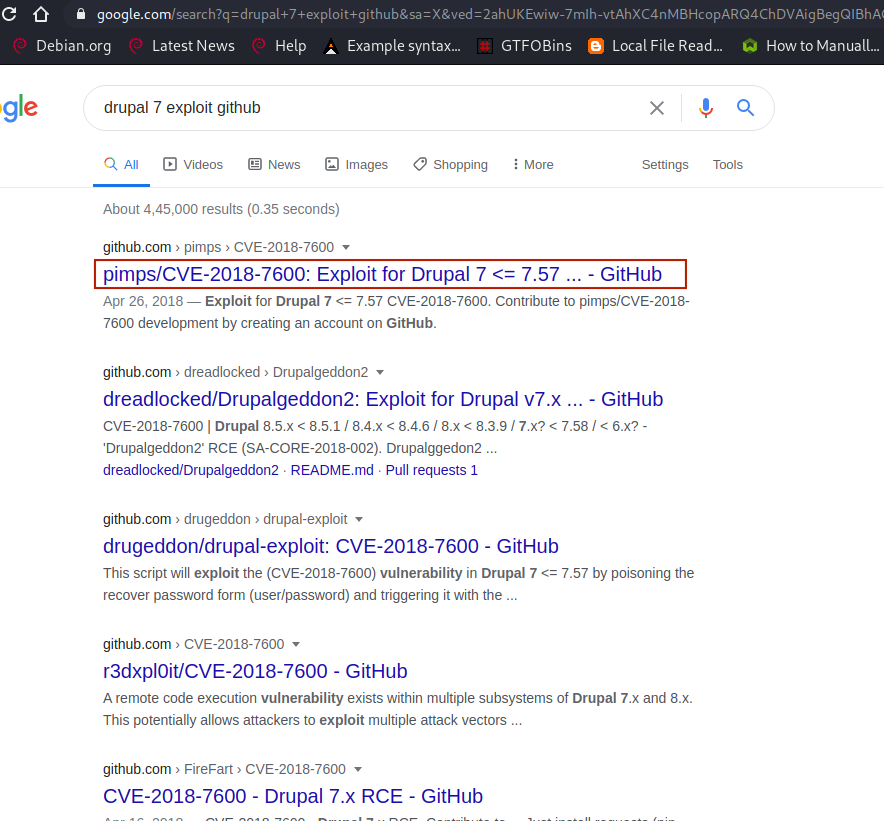 google.com/search?q=drupal+7+exploit+github&sa=X&ved=2ahUKEwiw-7mIh-vtAhXC4nMBHcopARQ4ChDVAigBegQIBhA
Debian.org Latest News Help Example syntax... GTFOBins Local File Read... How to Manuall...
gle drupal 7 exploit github
All Videos News Images Shopping More Settings Tools
About 4,45,000 results (0.35 seconds)
github.com › pimps › CVE-2018-7600
pimps/CVE-2018-7600: Exploit for Drupal 7 <= 7.57 ... - GitHub
Apr 26, 2018 — Exploit for Drupal 7 <= 7.57 CVE-2018-7600. Contribute to pimps/CVE-2018-
7600 development by creating an account on GitHub.
github.com › dreadlocked › Drupalgeddon2
dreadlocked/Drupalgeddon2: Exploit for Drupal v7.x ... - GitHub
CVE-2018-7600 | Drupal 8.5.x < 8.5.1 / 8.4.x < 8.4.6 / 8.x < 8.3.9 / 7.x? < 7.58 / < 6.x? -
'Drupalgeddon2' RCE (SA-CORE-2018-002). Drupalggedon2 ...
dreadlocked/Drupalgeddon2 · README.md · Pull requests 1
github.com › drugeddon › drupal-exploit
drugeddon/drupal-exploit: CVE-2018-7600 - GitHub
This script will exploit the (CVE-2018-7600) vulnerability in Drupal 7 <= 7.57 by poisoning the
recover password form (user/password) and triggering it with the ...
github.com › CVE-2018-7600
r3dxpl0it/CVE-2018-7600 - GitHub
A remote code execution vulnerability exists within multiple subsystems of Drupal 7.x and 8.x.
This potentially allows attackers to exploit multiple attack vectors ...
github.com › FireFart › CVE-2018-7600
CVE-2018-7600 - Drupal 7.x RCE - GitHub